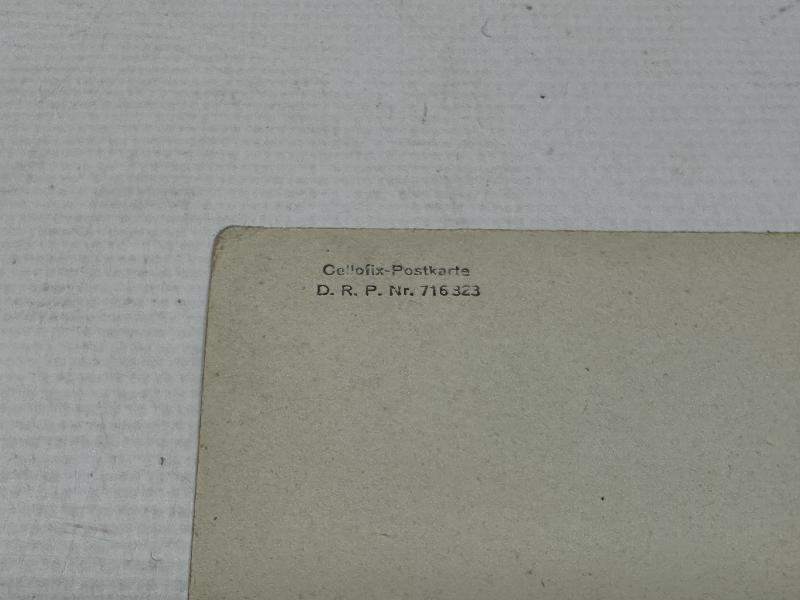 Cellofix-Postkarte
D. R. P. Nr. 716 323